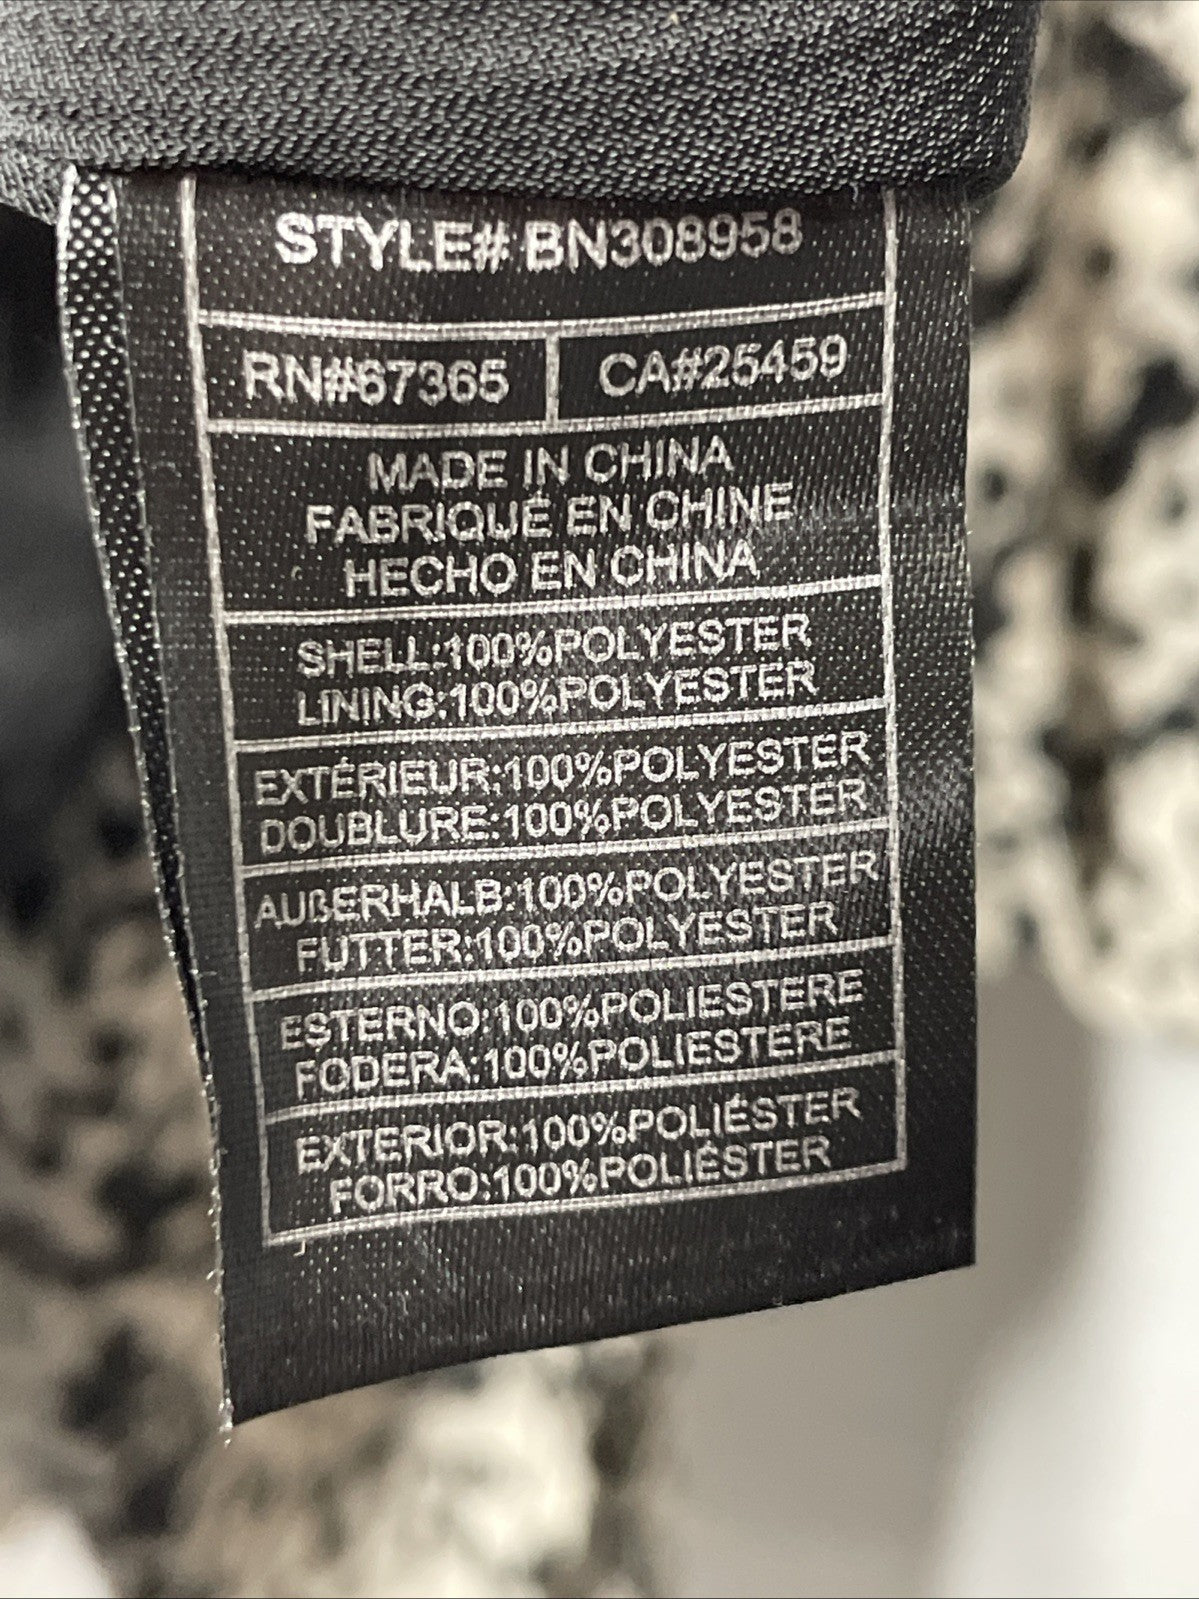 STYLE# BN308958
RN#67365 CA#25459
MADE IN CHINA
FABRIQUÉ EN CHINE
HECHO EN CHINA
SHELL:100%POLYESTER
LINING:100%POLYESTER
EXTÉRIEUR:100%POLYESTER
DOUBLURE:100%POLYESTER
AUßERHALB:100%POLYESTER
FUTTER:100%POLYESTER
ESTERNO:100%POLIESTERE
FODERA:100%POLIESTERE
EXTERIOR:100%POLIÉSTER
FORRO:100%POLIÉSTER